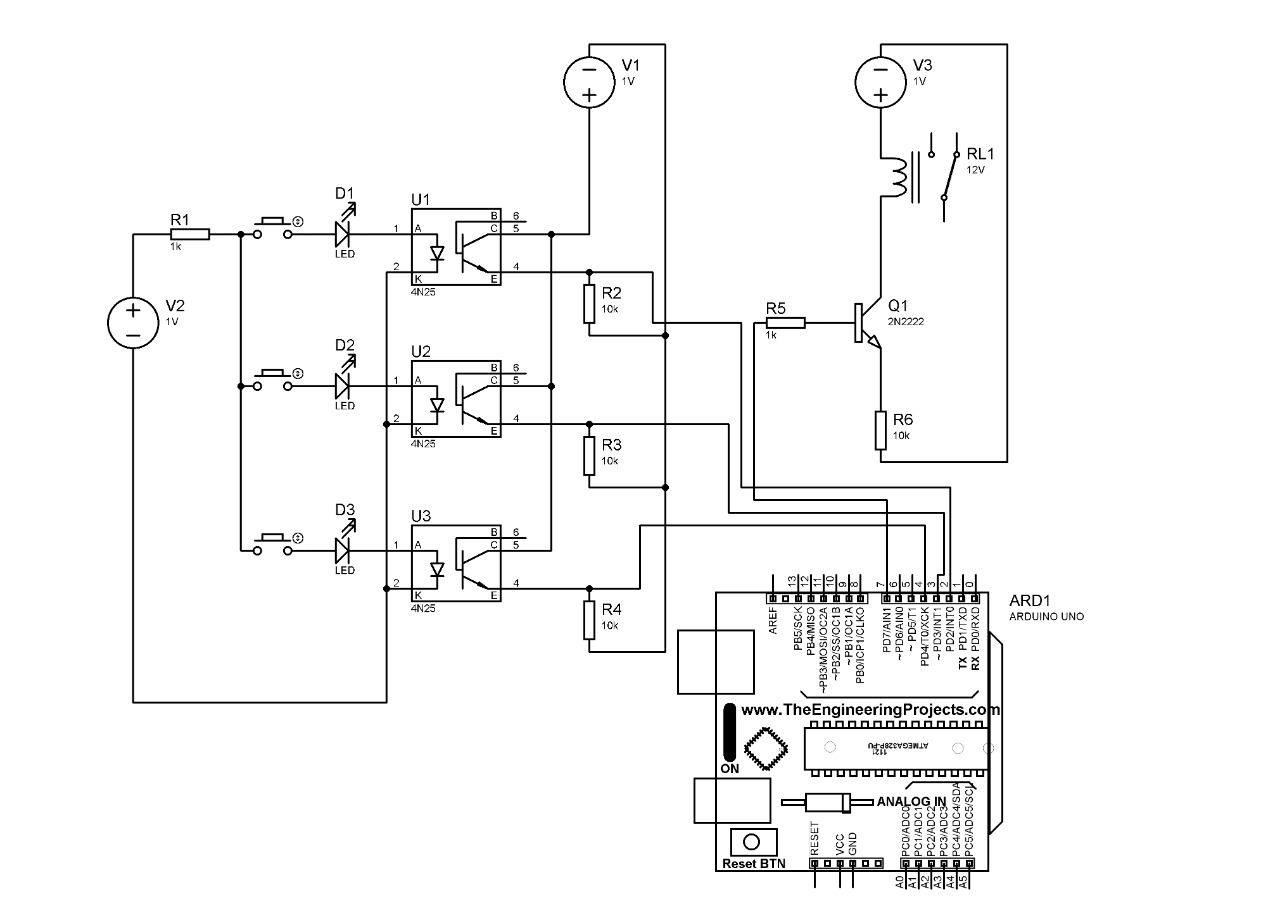 V1
1V
V3
1V
RL1
12V
D1
LED
U1
B 6
1 A C 5
2 K E 4
4N25
R1
1k
V2
1V
R2
10k
R5
1k
Q1
2N2222
D2
LED
U2
B 6
1 A C 5
2 K E 4
4N25
R3
10k
R6
10k
D3
LED
U3
B 6
1 A C 5
2 K E 4
4N25
R4
10k
ARD1
ARDUINO UNO
13 12 11 10 9 8 7 6 5 4 3 2 1 0
AREF
PB5/SCK
PB4/MISO
~PB3/MOSI/OC2A
~PB2/SS/OC1B
~PB1/OC1A
PB0/ICP1/CLKO
PD7/AIN1
~PD6/AIN0
~PD5/T1
PD4/T0/XCK
~PD3/INT1
PD2/INT0
TX PD1/TXD
RX PD0/RXD
www.TheEngineeringProjects.com
ATMEGA328P-PU
1121
ON
ANALOG IN
Reset BTN
RESET
VCC
GND
PC0/ADC0
PC1/ADC1
PC2/ADC2
PC3/ADC3
PC4/ADC4/SDA
PC5/ADC5/SCL
A0
A1
A2
A3
A4
A5